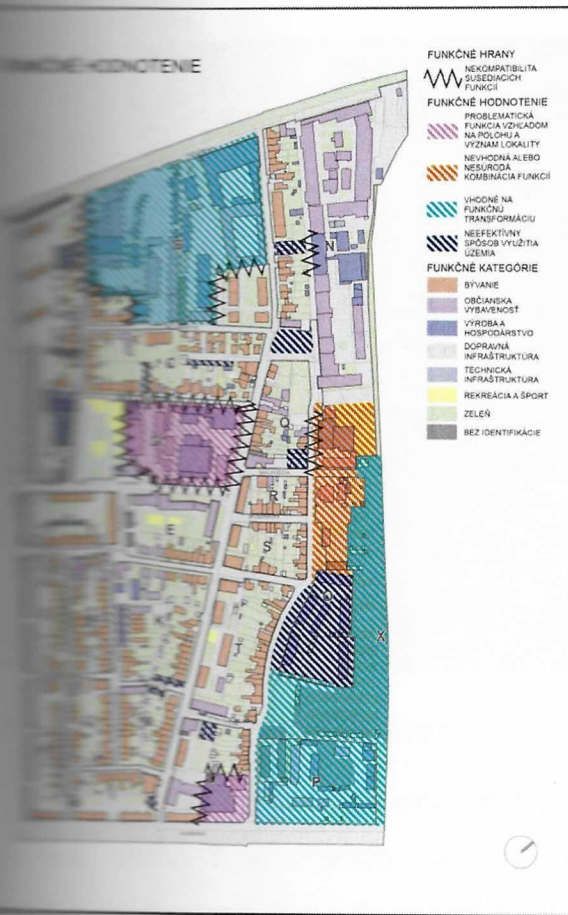 HODNOTENIE
FUNKČNÉ HRANY
NEKOMPATIBILITA
SUSEDIACICH
FUNKCIÍ
FUNKČNÉ HODNOTENIE
PROBLEMATICKÁ
FUNKCIA VZHĽADOM
NA POLOHU A
VÝZNAM LOKALITY
NEVHODNÁ ALEBO
NESÚRODÁ
KOMBINÁCIA FUNKCIÍ
VHODNÉ NA
FUNKČNÚ
TRANSFORMÁCIU
NEEFEKTÍVNY
SPÔSOB VYUŽITIA
ÚZEMIA
FUNKČNÉ KATEGÓRIE
BÝVANIE
OBČIANSKA
VYBAVENOSŤ
VÝROBA A
HOSPODÁRSTVO
DOPRAVNÁ
INFRAŠTRUKTÚRA
TECHNICKÁ
INFRAŠTRUKTÚRA
REKREÁCIA A ŠPORT
ZELEŇ
BEZ IDENTIFIKÁCIE
N
C
Q
R
E
S
O
T
X
P